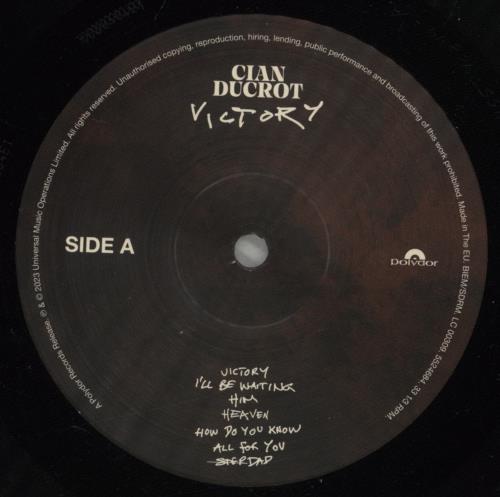 A Polydor Records Release. ℗ & © 2023 Universal Music Operations Limited. All rights reserved. Unauthorised copying, reproduction, hiring, lending, public performance and broadcasting of this work prohibited. Made in The EU. BIEM/SDRM. LC 00309. 5524684. 33 1/3 RPM
CIAN
DUCROT
VICTORY
SIDE A
Polydor
VICTORY
I'LL BE WAITING
HIM
HEAVEN
HOW DO YOU KNOW
ALL FOR YOU
STEPDAD